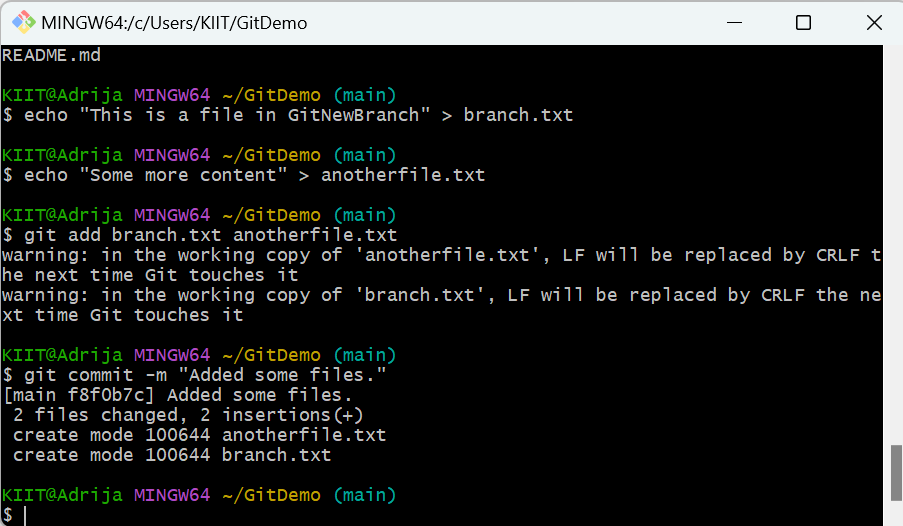 MINGW64:/c/Users/KIIT/GitDemo
README.md
KIIT@Adrija MINGW64 ~/GitDemo (main)
$ echo "This is a file in GitNewBranch" > branch.txt
KIIT@Adrija MINGW64 ~/GitDemo (main)
$ echo "Some more content" > anotherfile.txt
KIIT@Adrija MINGW64 ~/GitDemo (main)
$ git add branch.txt anotherfile.txt
warning: in the working copy of 'anotherfile.txt', LF will be replaced by CRLF t
he next time Git touches it
warning: in the working copy of 'branch.txt', LF will be replaced by CRLF the ne
xt time Git touches it
KIIT@Adrija MINGW64 ~/GitDemo (main)
$ git commit -m "Added some files."
[main f8f0b7c] Added some files.
 2 files changed, 2 insertions(+)
 create mode 100644 anotherfile.txt
 create mode 100644 branch.txt
KIIT@Adrija MINGW64 ~/GitDemo (main)
$